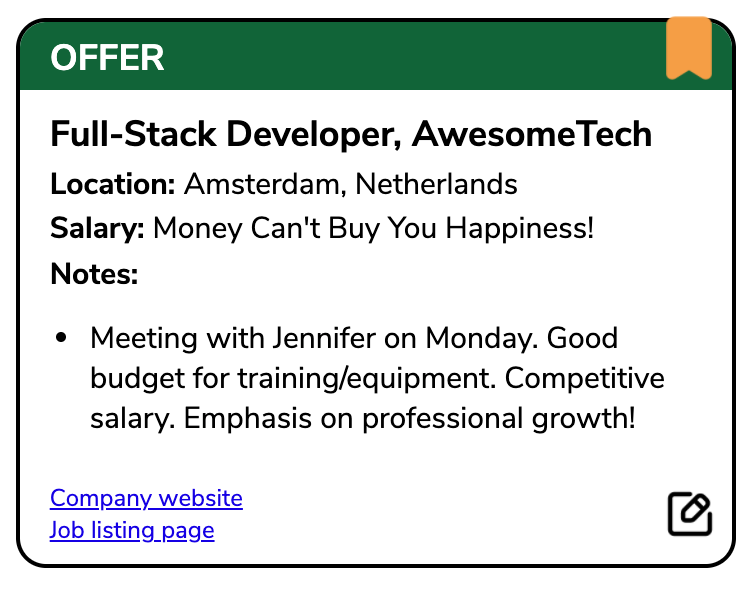 OFFER
Full-Stack Developer, AwesomeTech
Location: Amsterdam, Netherlands
Salary: Money Can't Buy You Happiness!
Notes:
• Meeting with Jennifer on Monday. Good
budget for training/equipment. Competitive
salary. Emphasis on professional growth!
Company website
Job listing page